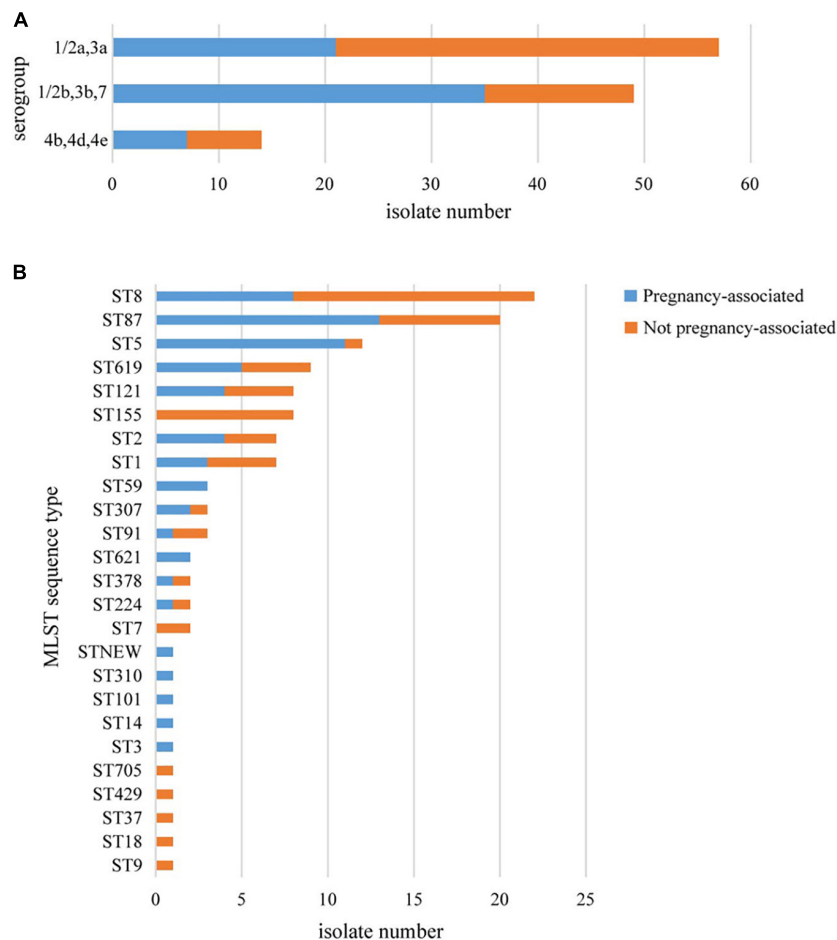 A
serogroup
1/2a,3a
1/2b,3b,7
4b,4d,4e
0 10 20 30 40 50 60
isolate number
B
MLST sequence type
ST8
ST87
ST5
ST619
ST121
ST155
ST2
ST1
ST59
ST307
ST91
ST621
ST378
ST224
ST7
STNEW
ST310
ST101
ST14
ST3
ST705
ST429
ST37
ST18
ST9
0 5 10 15 20 25
isolate number
Pregnancy-associated
Not pregnancy-associated